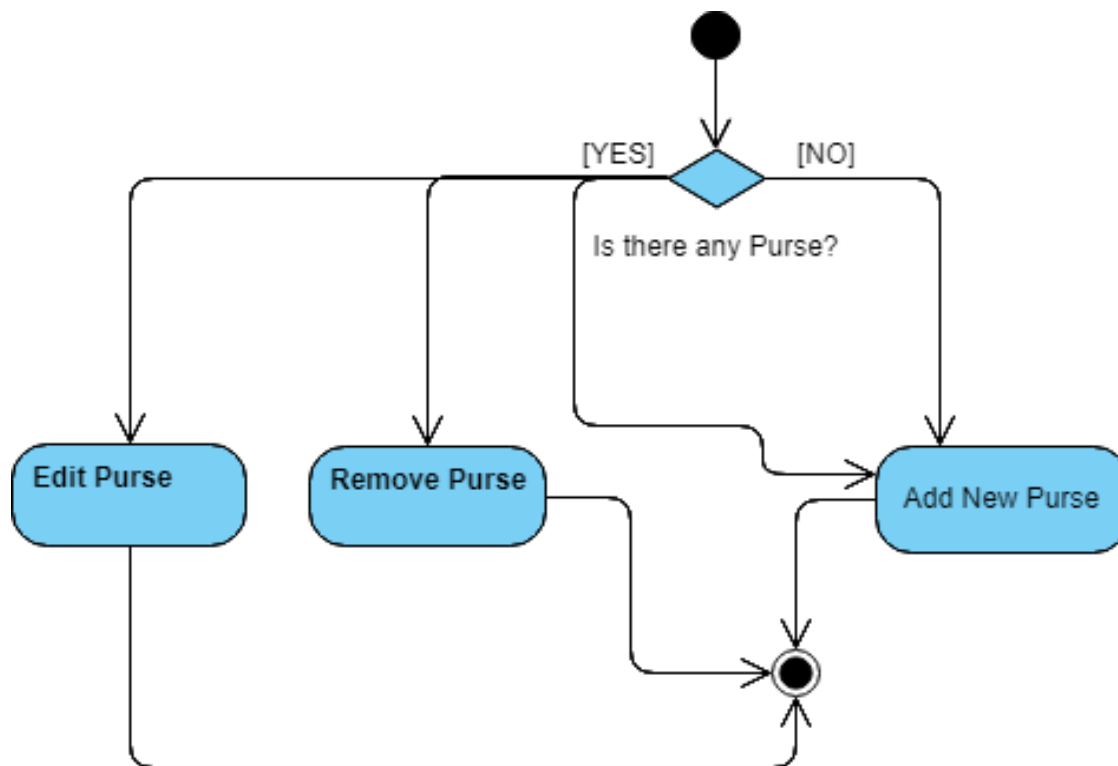 [YES]
[NO]
Is there any Purse?
Edit Purse
Remove Purse
Add New Purse